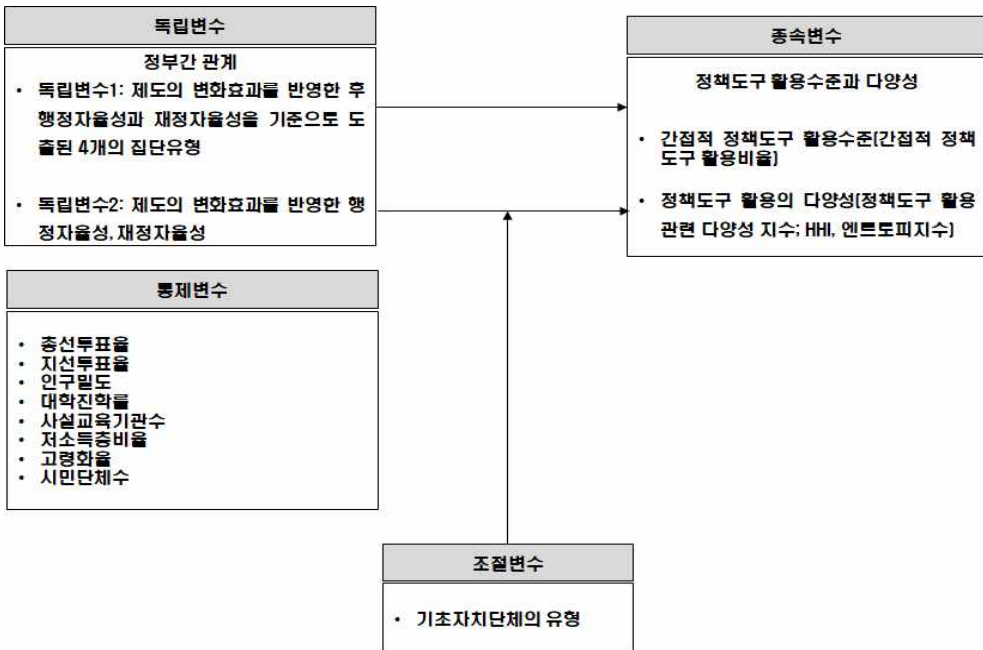 독립변수
정부간 관계
• 독립변수1: 제도의 변화효과를 반영한 후
행정자율성과 재정자율성을 기준으로 도
출된 4개의 집단유형
• 독립변수2: 제도의 변화효과를 반영한 행
정자율성, 재정자율성
종속변수
정책도구 활용수준과 다양성
• 간접적 정책도구 활용수준(간접적 정책
도구 활용비율)
• 정책도구 활용의 다양성(정책도구 활용
관련 다양성 지수; HHI, 엔트로피지수)
통제변수
• 총선투표율
• 지선투표율
• 인구밀도
• 대학진학률
• 사설교육기관수
• 저소득층비율
• 고령화율
• 시민단체수
조절변수
• 기초자치단체의 유형